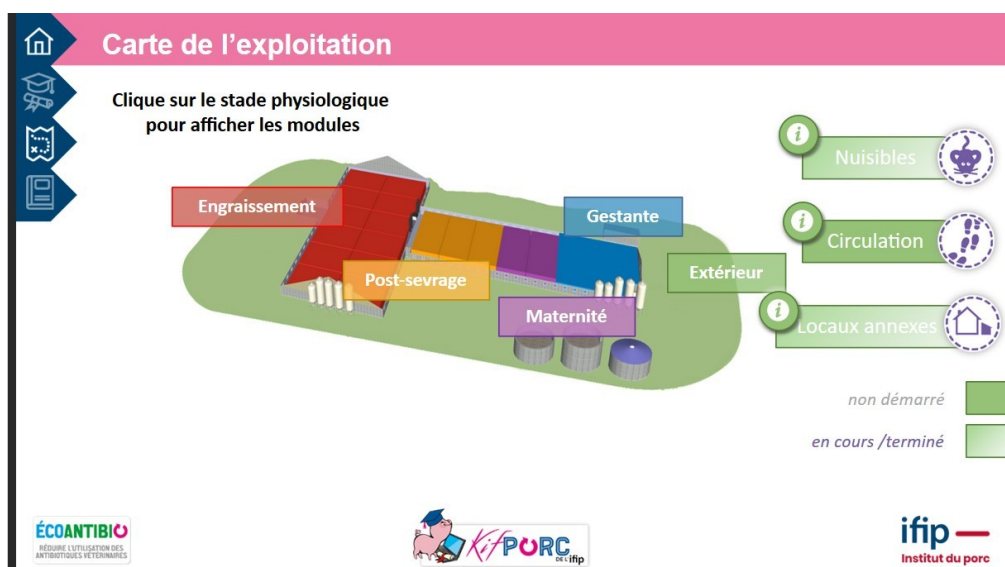 Carte de l’exploitation
Clique sur le stade physiologique
pour afficher les modules
i
Nuisibles
Engraissement
Gestante
i
Circulation
Extérieur
Post-sevrage
Maternité
i
Locaux annexes
non démarré
en cours /terminé
ÉCOANTIBIO
RÉDUIRE L'UTILISATION DES
ANTIBIOTIQUES VÉTÉRINAIRES
KifPORC
DE L'ifip
ifip
Institut du porc